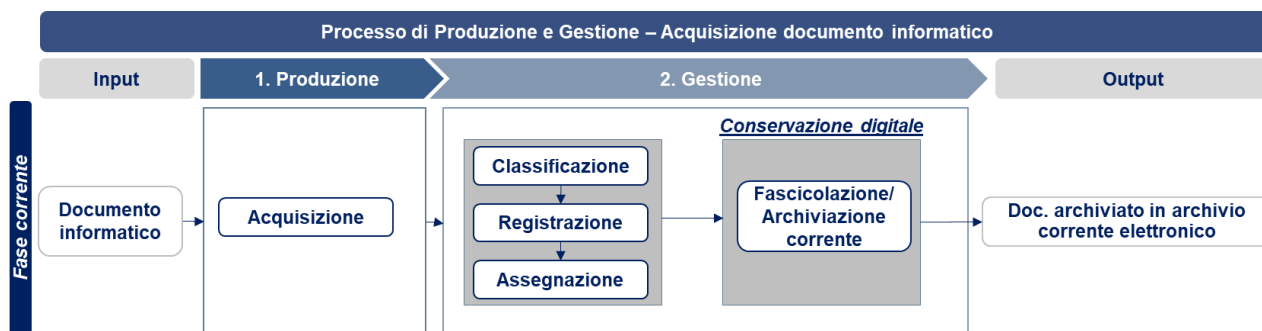 Processo di Produzione e Gestione – Acquisizione documento informatico
Input
1. Produzione
2. Gestione
Output
Fase corrente
Documento
informatico
Acquisizione
Classificazione
Registrazione
Assegnazione
Conservazione digitale
Fascicolazione/
Archiviazione
corrente
Doc. archiviato in archivio
corrente elettronico